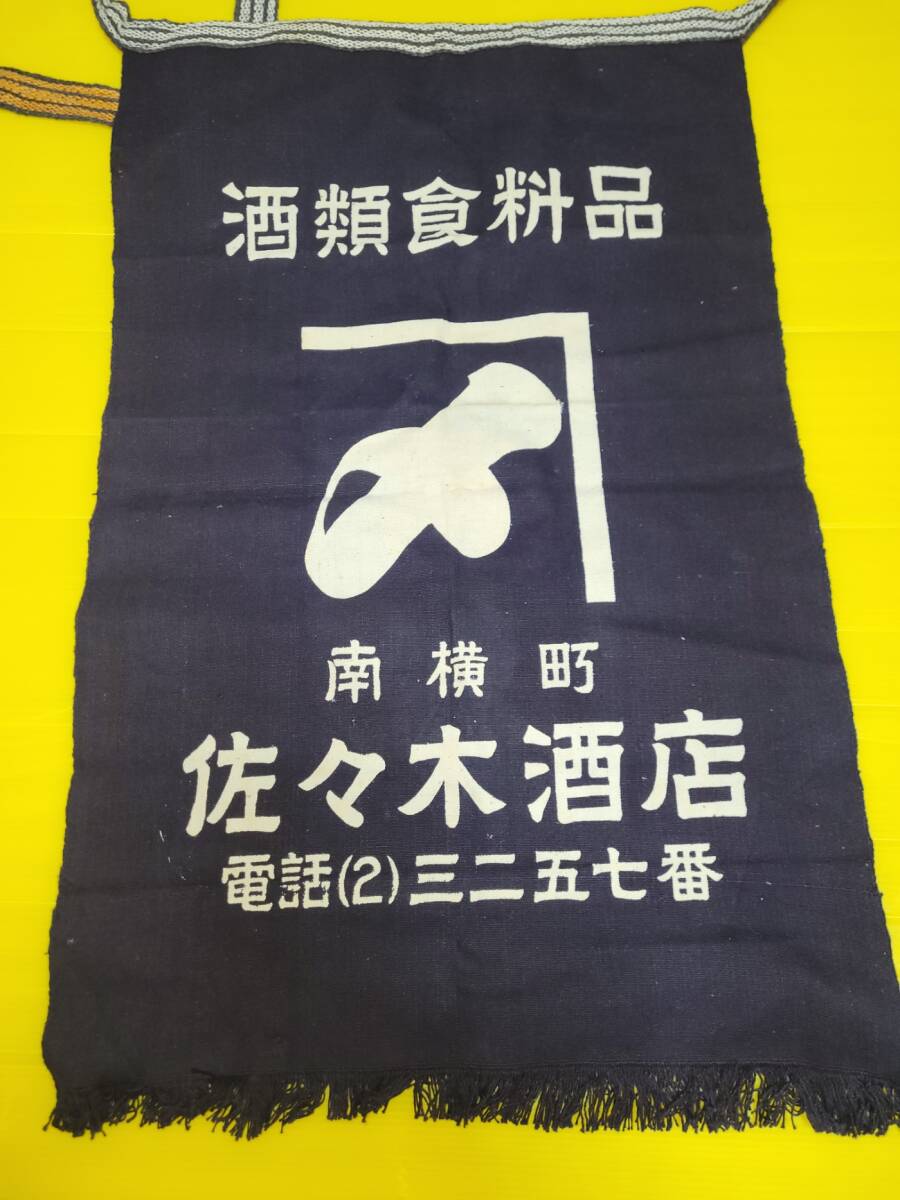 酒類食料品
南横町
佐々木酒店
電話(2)三二五七番